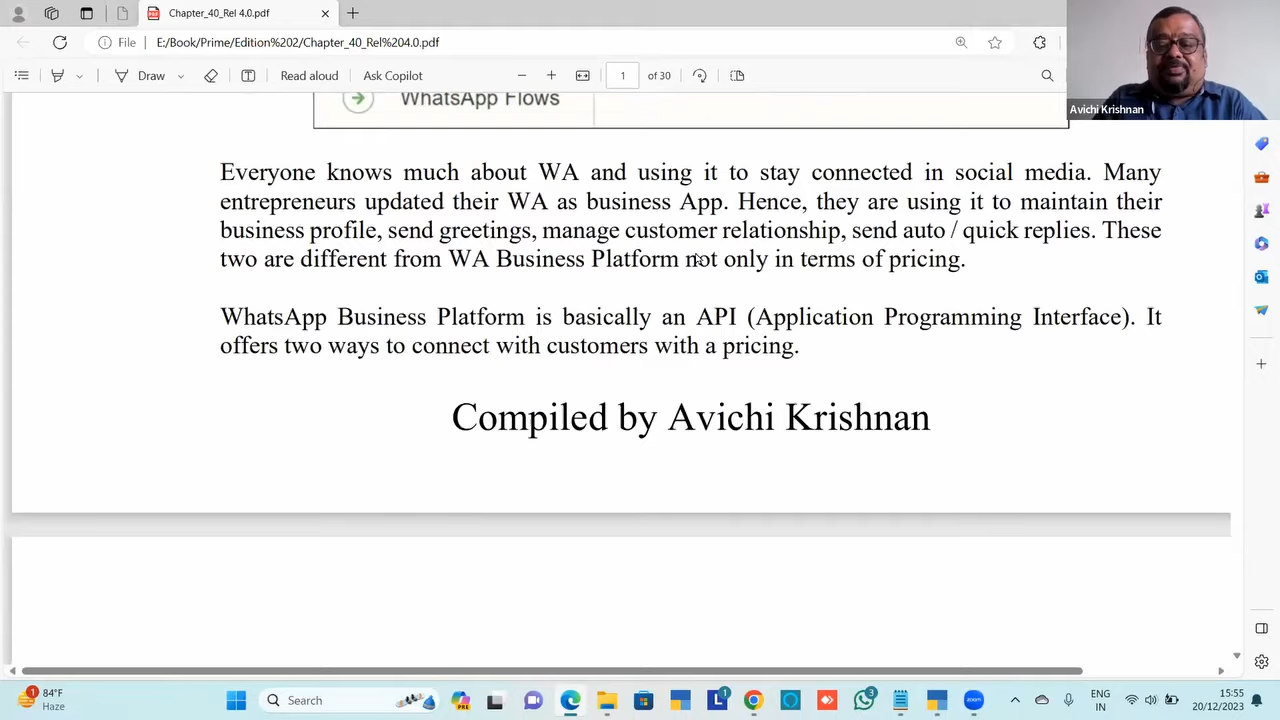 Chapter_40_Rel 4.0.pdf
File E:/Book/Prime/Edition%202/Chapter_40_Rel%204.0.pdf
Draw Read aloud Ask Copilot 1 of 30
Avichi Krishnan
WhatsApp Flows
Everyone knows much about WA and using it to stay connected in social media. Many
entrepreneurs updated their WA as business App. Hence, they are using it to maintain their
business profile, send greetings, manage customer relationship, send auto / quick replies. These
two are different from WA Business Platform not only in terms of pricing.
WhatsApp Business Platform is basically an API (Application Programming Interface). It
offers two ways to connect with customers with a pricing.
Compiled by Avichi Krishnan
1
84°F
Haze
Search
1
3
ENG
IN
15:55
20/12/2023